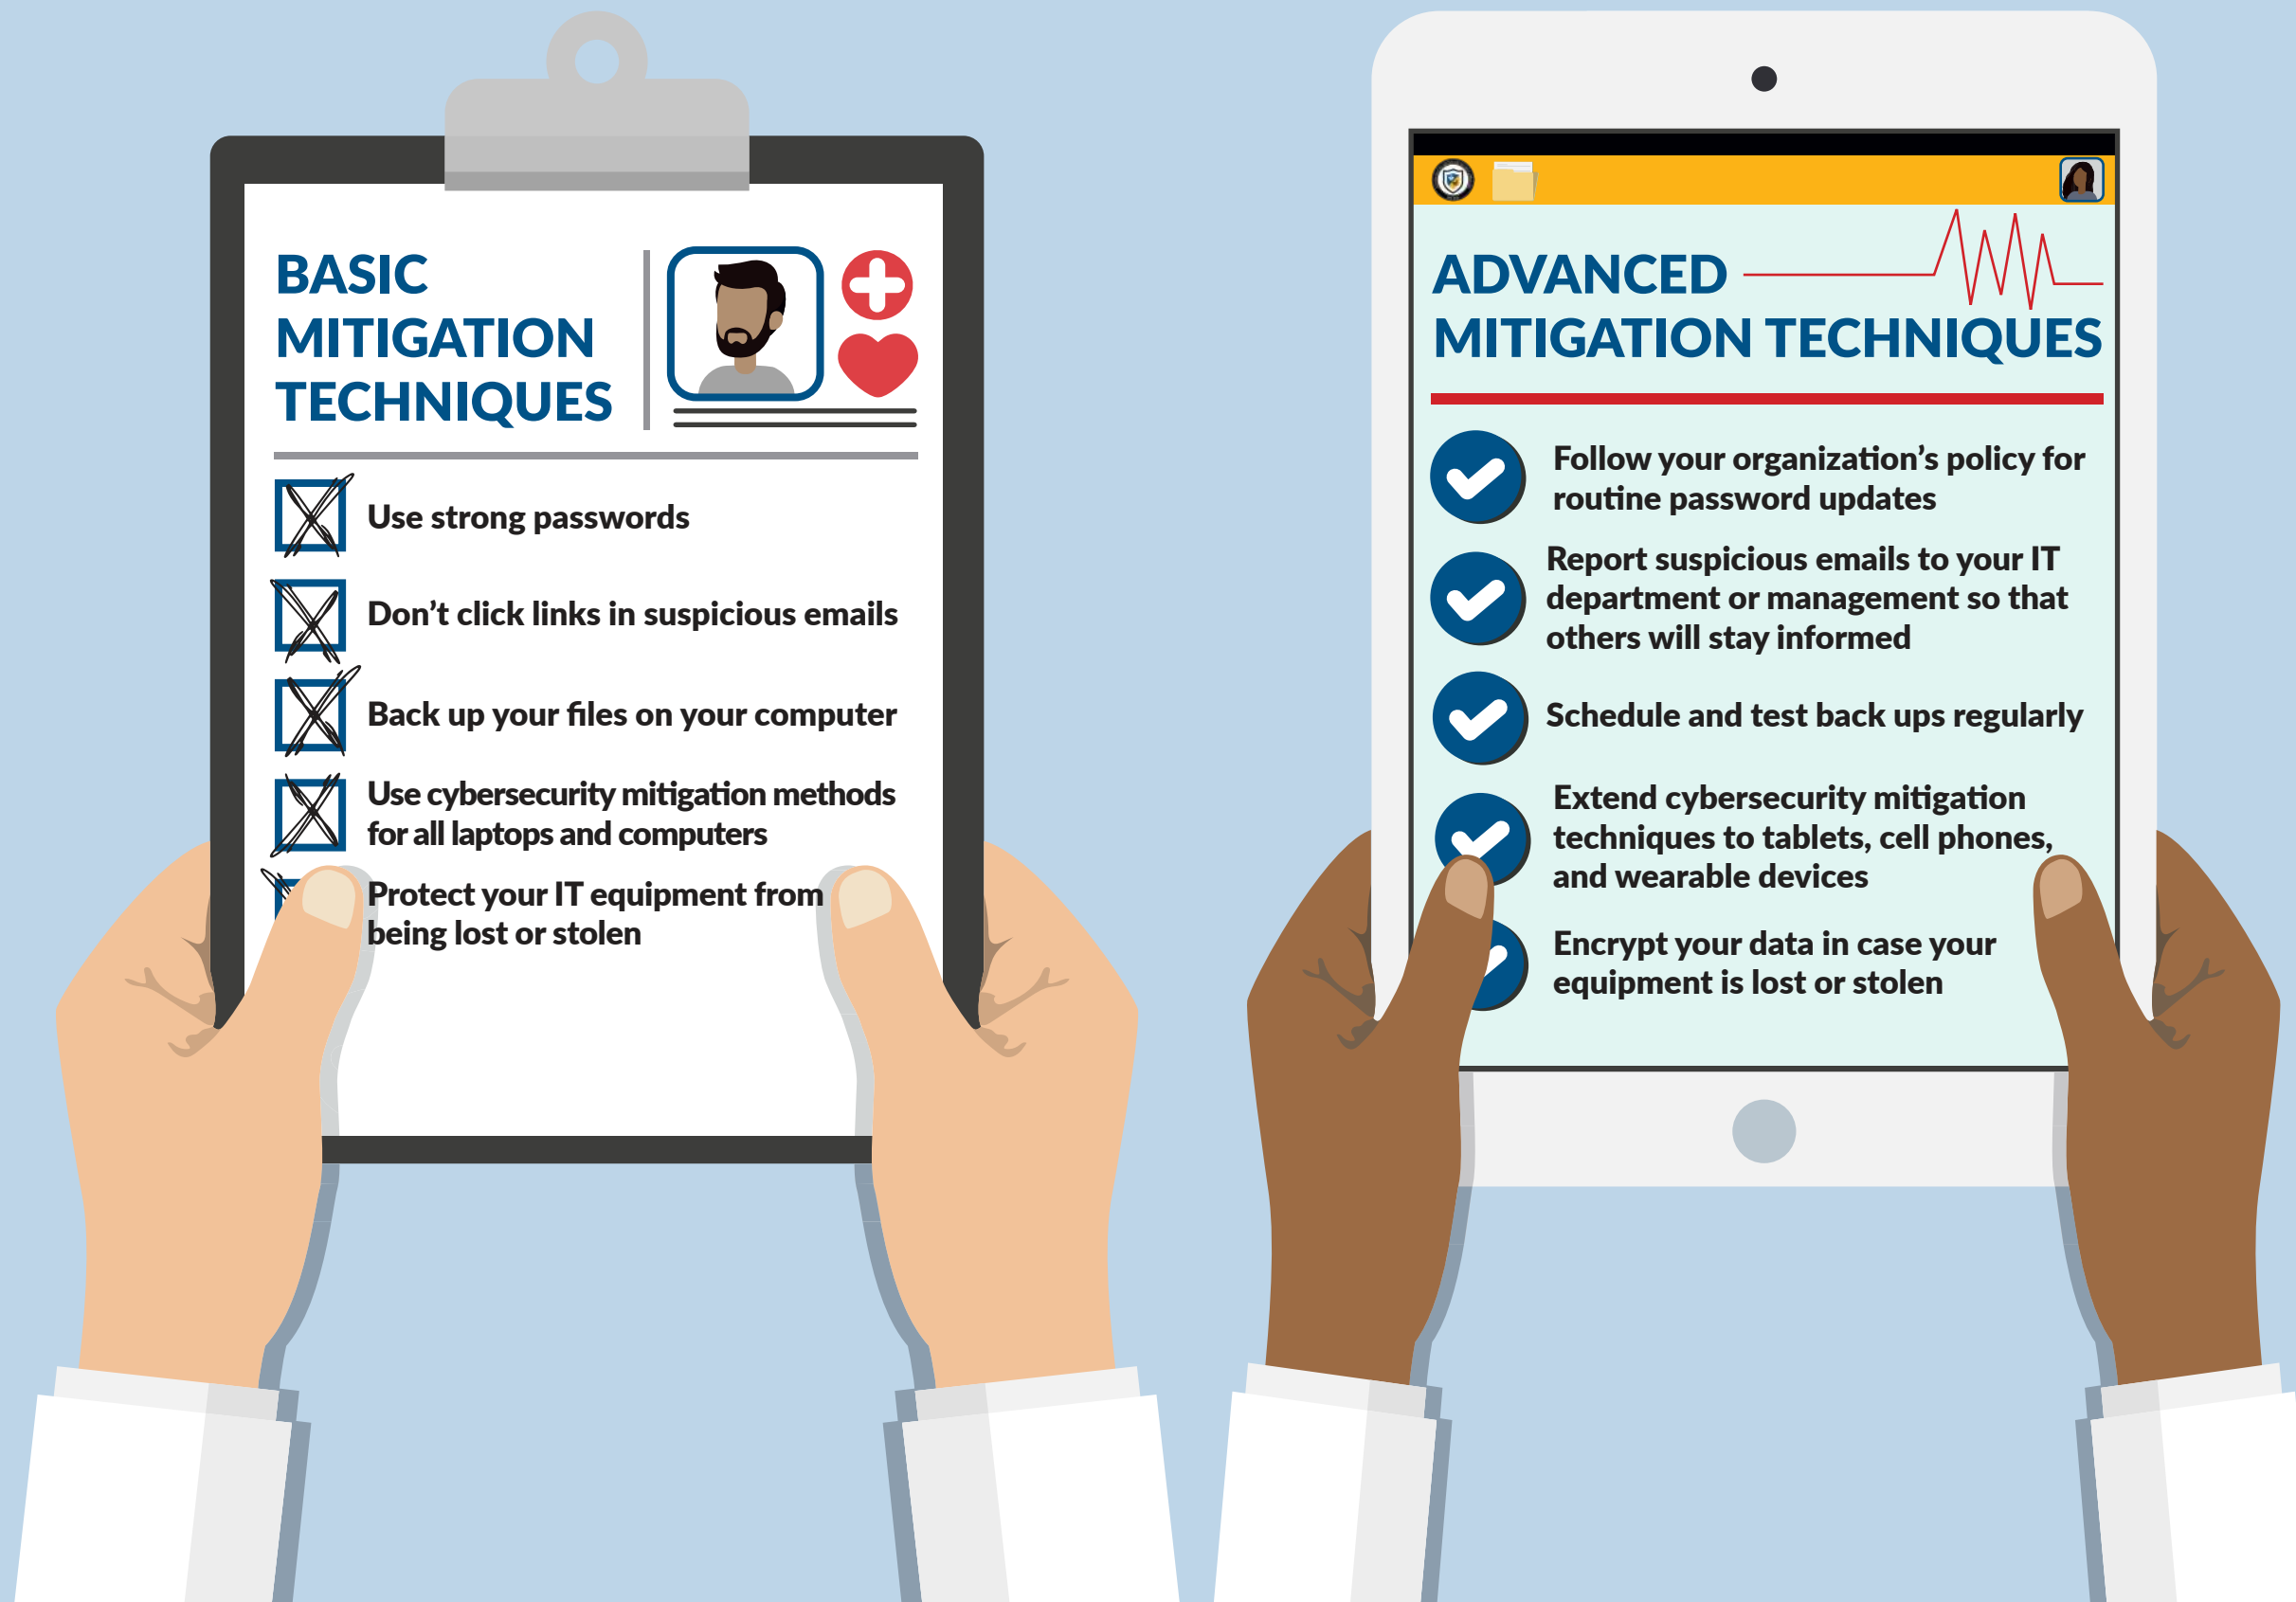 BASIC
MITIGATION
TECHNIQUES
Use strong passwords
Don’t click links in suspicious emails
Back up your files on your computer
Use cybersecurity mitigation methods
for all laptops and computers
Protect your IT equipment from
being lost or stolen
ADVANCED
MITIGATION TECHNIQUES
Follow your organization’s policy for
routine password updates
Report suspicious emails to your IT
department or management so that
others will stay informed
Schedule and test back ups regularly
Extend cybersecurity mitigation
techniques to tablets, cell phones,
and wearable devices
Encrypt your data in case your
equipment is lost or stolen